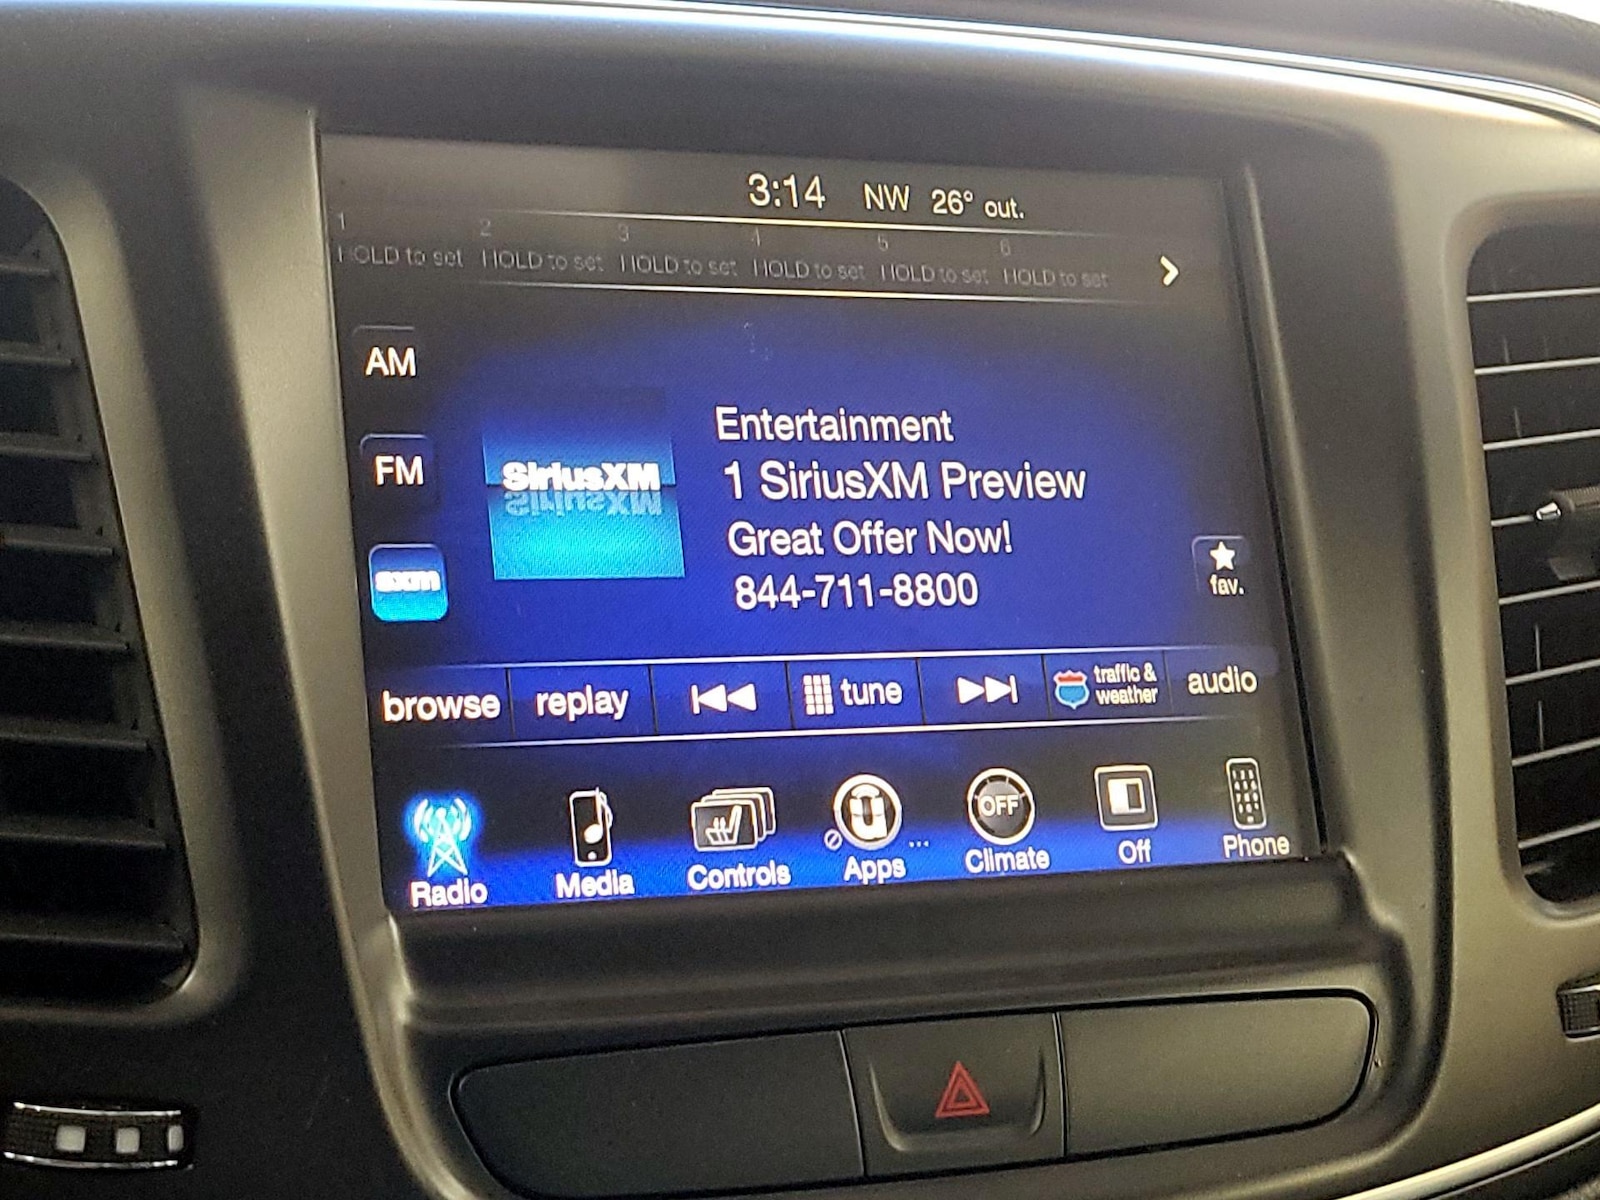 3:14 NW 26° out.
1 2 3 4 5 6
HOLD to set HOLD to set HOLD to set HOLD to set HOLD to set HOLD to set
AM
FM
sxm
SiriusXM
Entertainment
1 SiriusXM Preview
Great Offer Now!
844-711-8800
fav.
browse replay tune traffic & weather audio
OFF
Radio Media Controls Apps ... Climate Off Phone